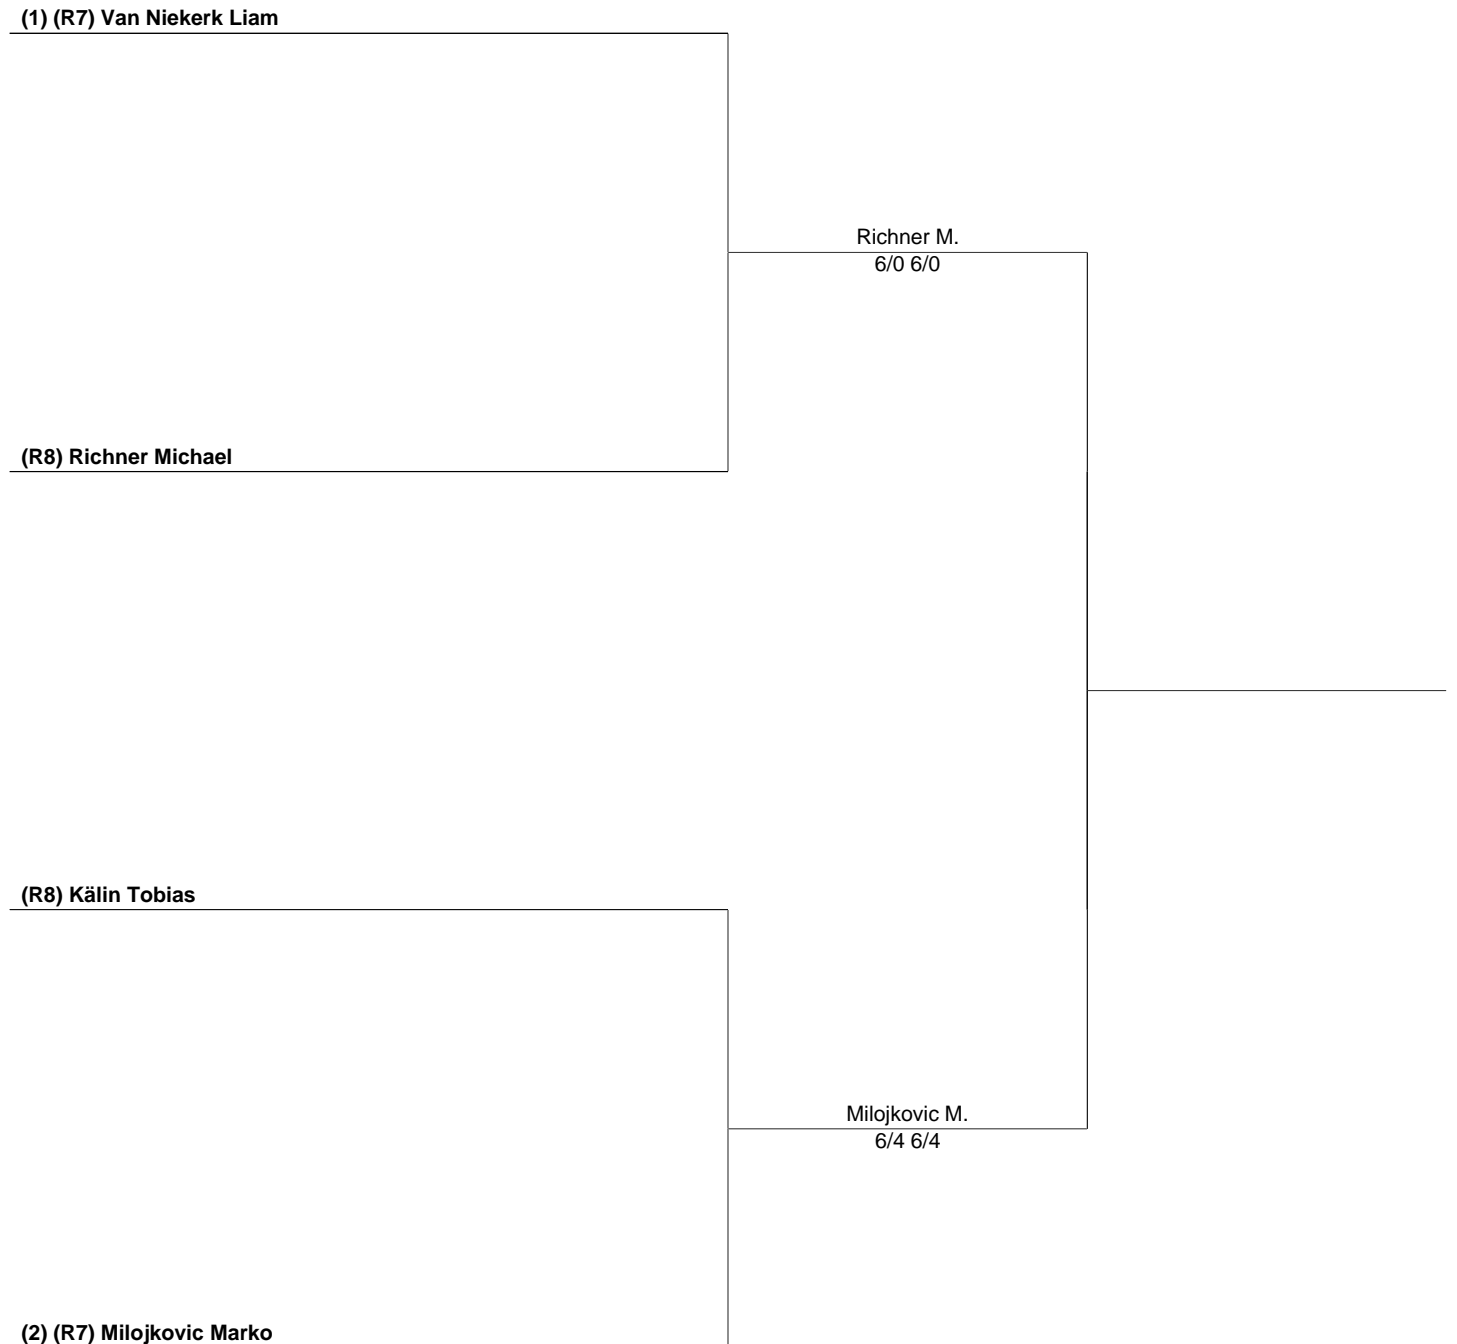 (1) (R7) Van Niekerk Liam
Richner M.
6/0 6/0
(R8) Richner Michael
(R8) Kälin Tobias
Milojkovic M.
6/4 6/4
(2) (R7) Milojkovic Marko